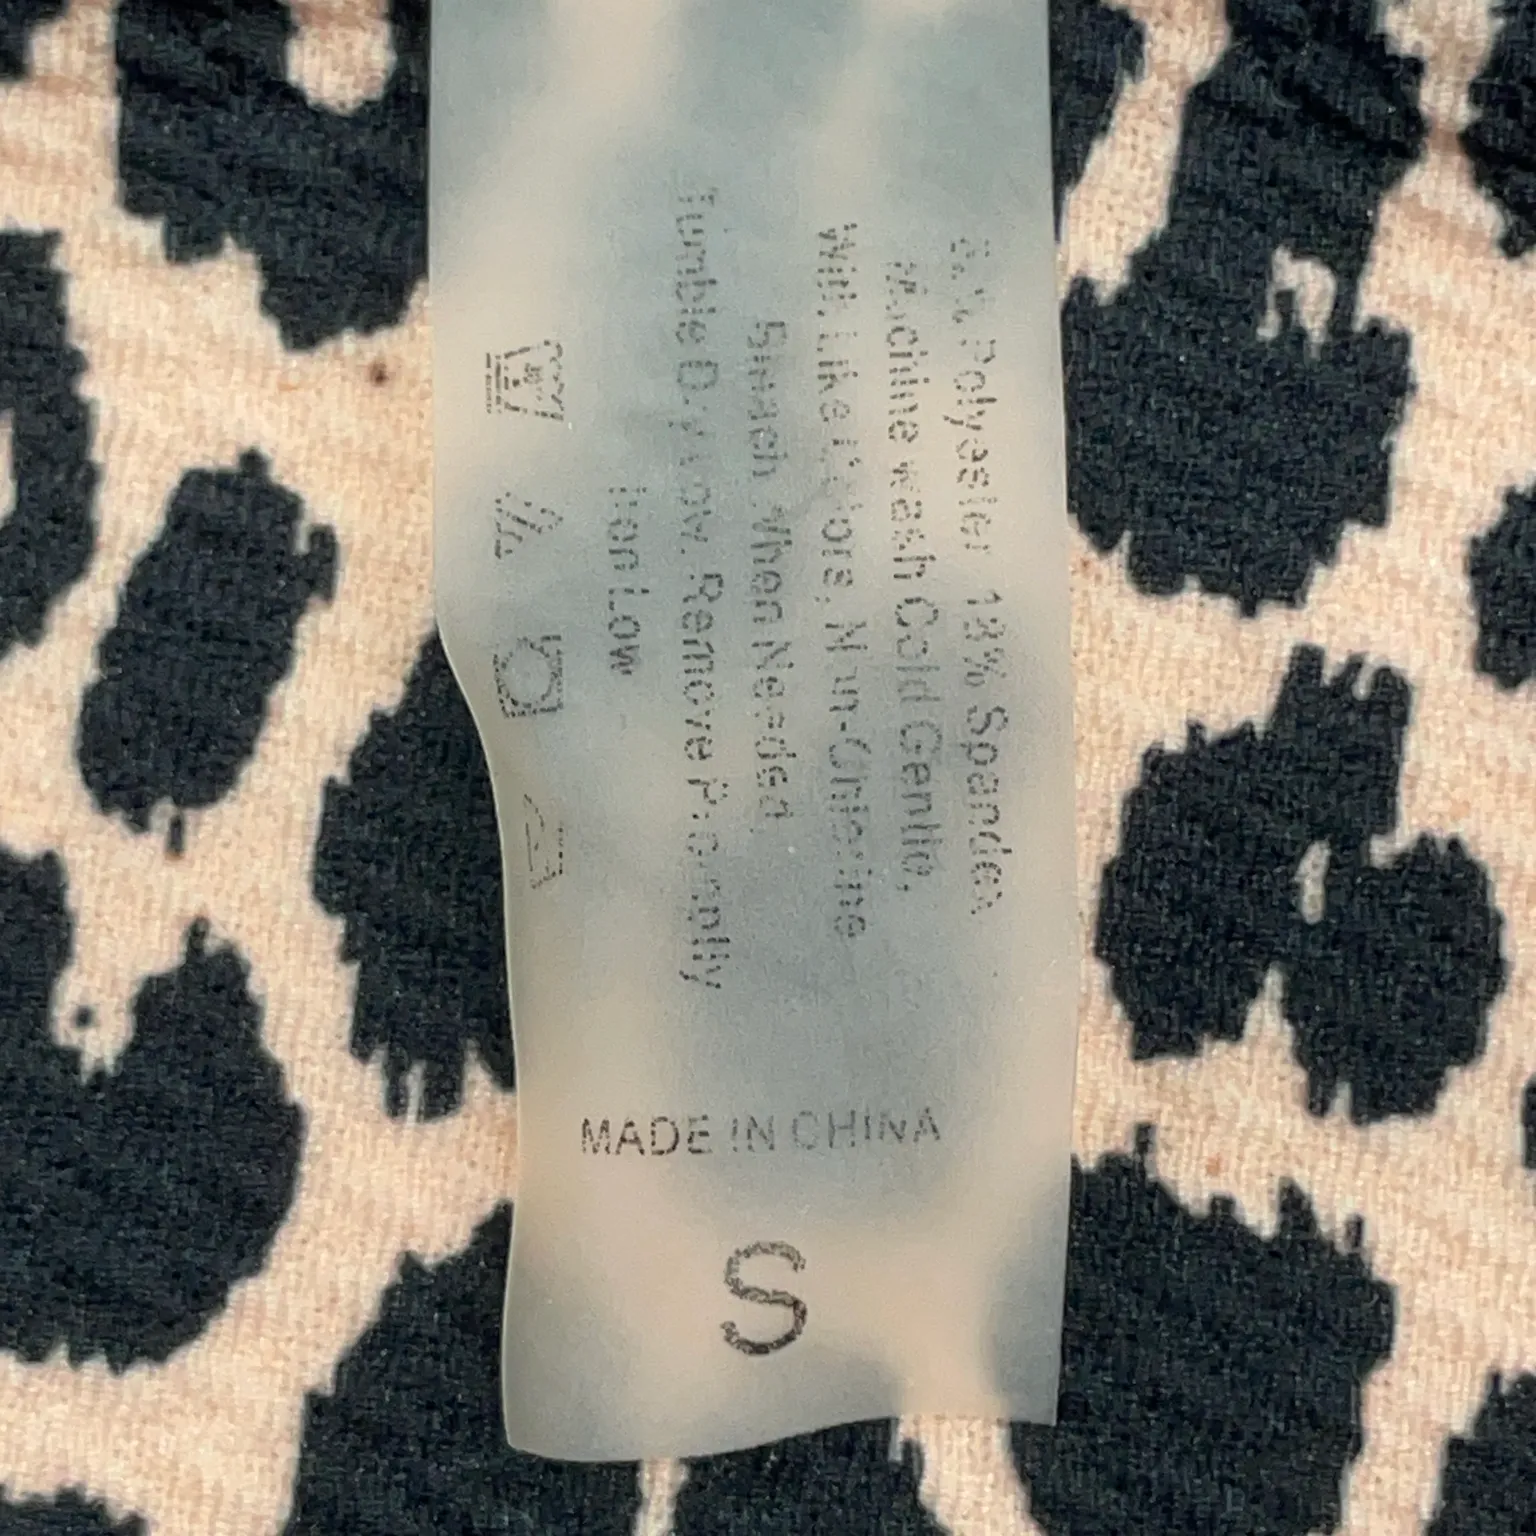 Polyester 18% Spandex
Machine wash Cold Gentle,
With Like Colors, Non-Chlorine
Bleach When Needed,
Tumble Dry Low. Remove Promptly
Iron Low
MADE IN CHINA
S